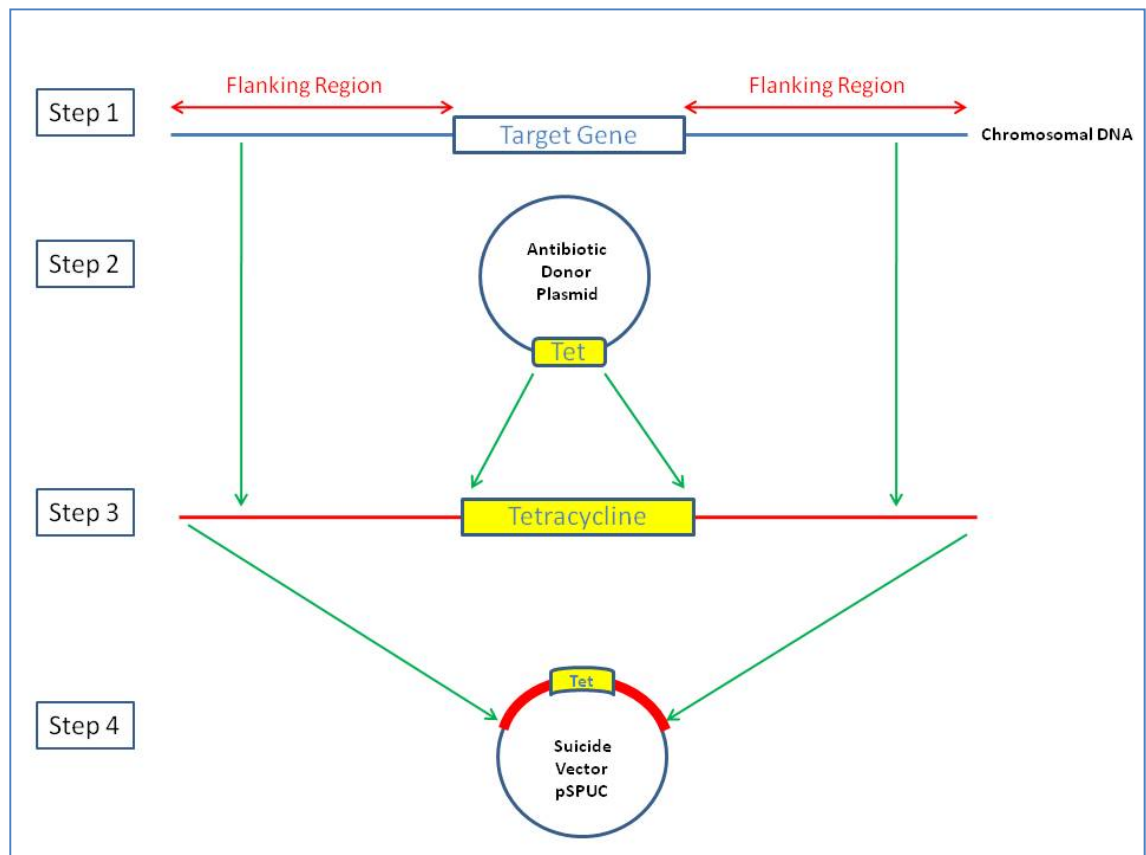 Flanking Region
Flanking Region
Step 1
Target Gene
Chromosomal DNA
Step 2
Antibiotic
Donor
Plasmid
Tet
Step 3
Tetracycline
Tet
Step 4
Suicide
Vector
pSPUC